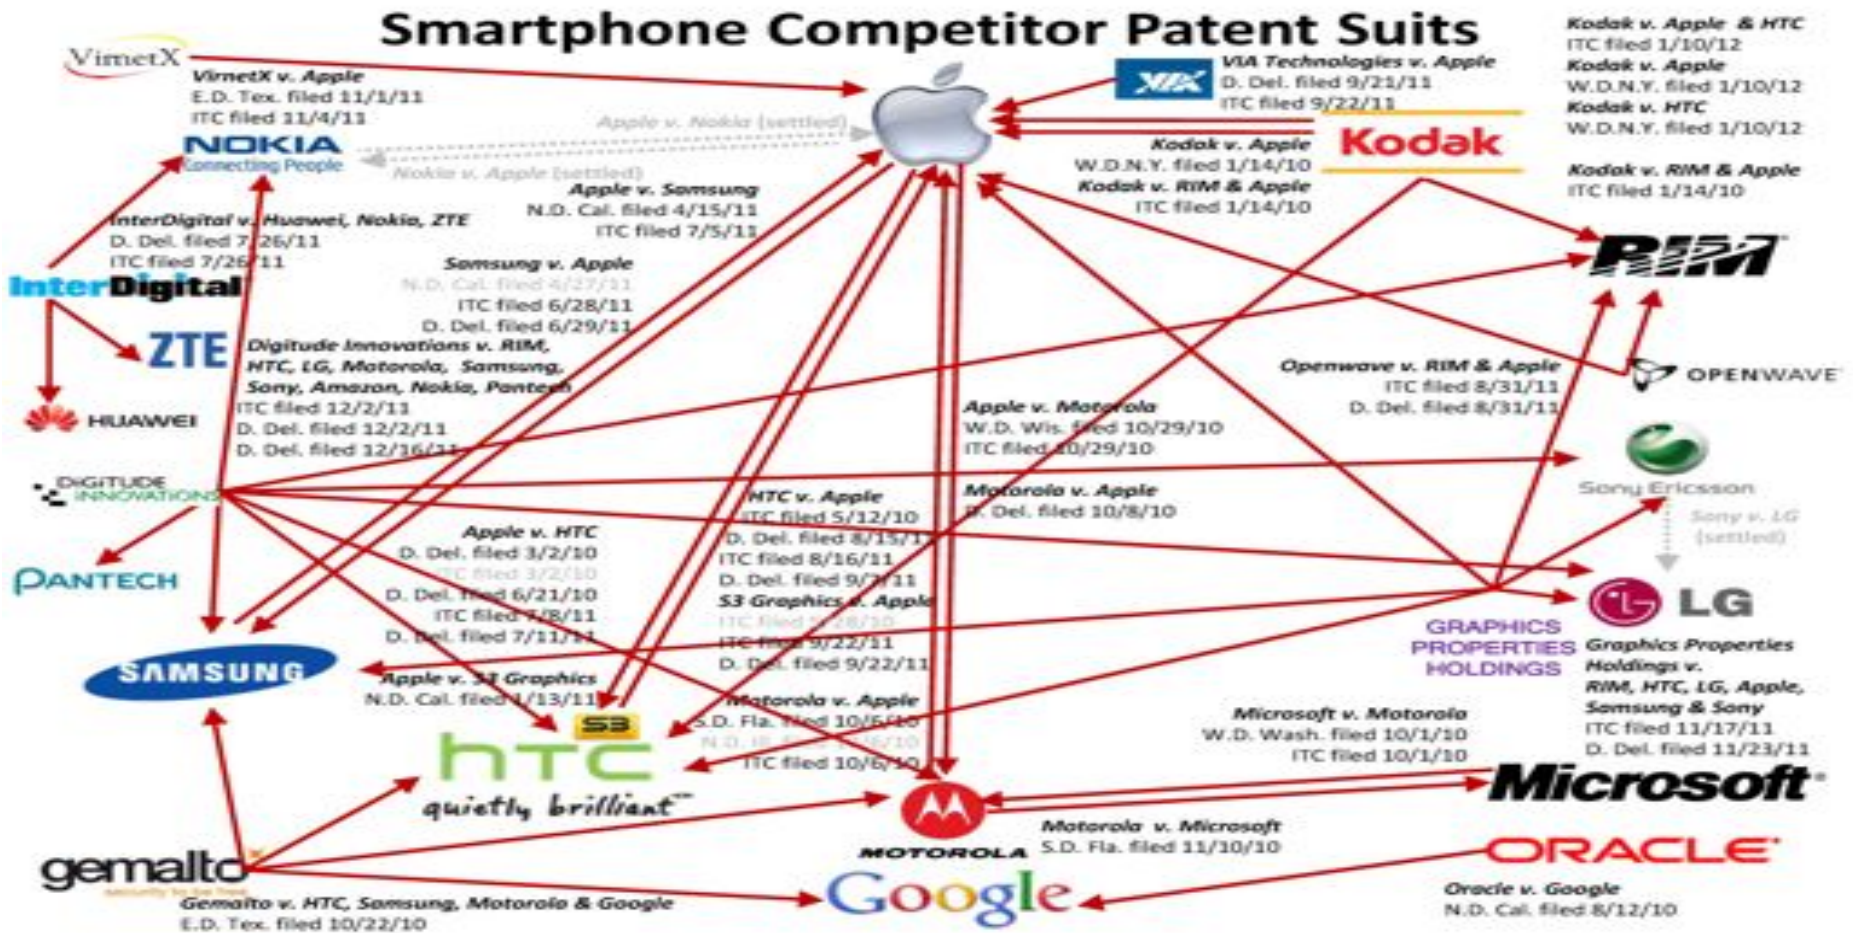 Smartphone Competitor Patent Suits
VirnetX
VirnetX v. Apple
E.D. Tex. filed 11/1/11
ITC filed 11/4/11
NOKIA
Connecting People
Apple v. Nokia (settled)
Nokia v. Apple (settled)
VIA
VIA Technologies v. Apple
D. Del. filed 9/21/11
ITC filed 9/22/11
Kodak
Kodak v. Apple & HTC
ITC filed 1/10/12
Kodak v. Apple
W.D.N.Y. filed 1/10/12
Kodak v. HTC
W.D.N.Y. filed 1/10/12
Kodak v. RIM & Apple
ITC filed 1/14/10
Kodak v. Apple
W.D.N.Y. filed 1/14/10
Kodak v. RIM & Apple
ITC filed 1/14/10
Apple v. Samsung
N.D. Cal. filed 4/15/11
ITC filed 7/5/11
InterDigital v. Huawei, Nokia, ZTE
D. Del. filed 7/26/11
ITC filed 7/26/11
InterDigital
Samsung v. Apple
N.D. Cal. filed 4/27/11
ITC filed 6/28/11
D. Del. filed 6/29/11
RIM
ZTE
HUAWEI
Digitude Innovations v. RIM,
HTC, LG, Motorola, Samsung,
Sony, Amazon, Nokia, Pantech
ITC filed 12/2/11
D. Del. filed 12/2/11
D. Del. filed 12/16/11
Openwave v. RIM & Apple
ITC filed 8/31/11
D. Del. filed 8/31/11
OPENWAVE
Apple v. Motorola
W.D. Wis. filed 10/29/10
ITC filed 10/29/10
Motorola v. Apple
D. Del. filed 10/8/10
DIGITUDE
INNOVATIONS
Sony Ericsson
Sony v. LG
(settled)
PANTECH
Apple v. HTC
D. Del. filed 3/2/10
ITC filed 3/2/10
D. Del. filed 6/21/10
ITC filed 7/8/11
D. Del. filed 7/11/11
HTC v. Apple
ITC filed 5/12/10
D. Del. filed 8/15/11
ITC filed 8/16/11
D. Del. filed 9/7/11
S3 Graphics v. Apple
ITC filed
ITC filed 9/22/11
D. Del. filed 9/22/11
LG
GRAPHICS
PROPERTIES
HOLDINGS
Graphics Properties
Holdings v.
RIM, HTC, LG, Apple,
Samsung & Sony
ITC filed 11/17/11
D. Del. filed 11/23/11
SAMSUNG
Apple v. S3 Graphics
N.D. Cal. filed 1/13/11
S3
hTC
quietly brilliant™
Motorola v. Apple
S.D. Fla. filed 10/6/10
N.D. Ill. filed
ITC filed 10/6/10
Microsoft v. Motorola
W.D. Wash. filed 10/1/10
ITC filed 10/1/10
Microsoft
MOTOROLA
Motorola v. Microsoft
S.D. Fla. filed 11/10/10
ORACLE
Oracle v. Google
N.D. Cal. filed 8/12/10
gemalto
security to be free
Google
Gemalto v. HTC, Samsung, Motorola & Google
E.D. Tex. filed 10/22/10